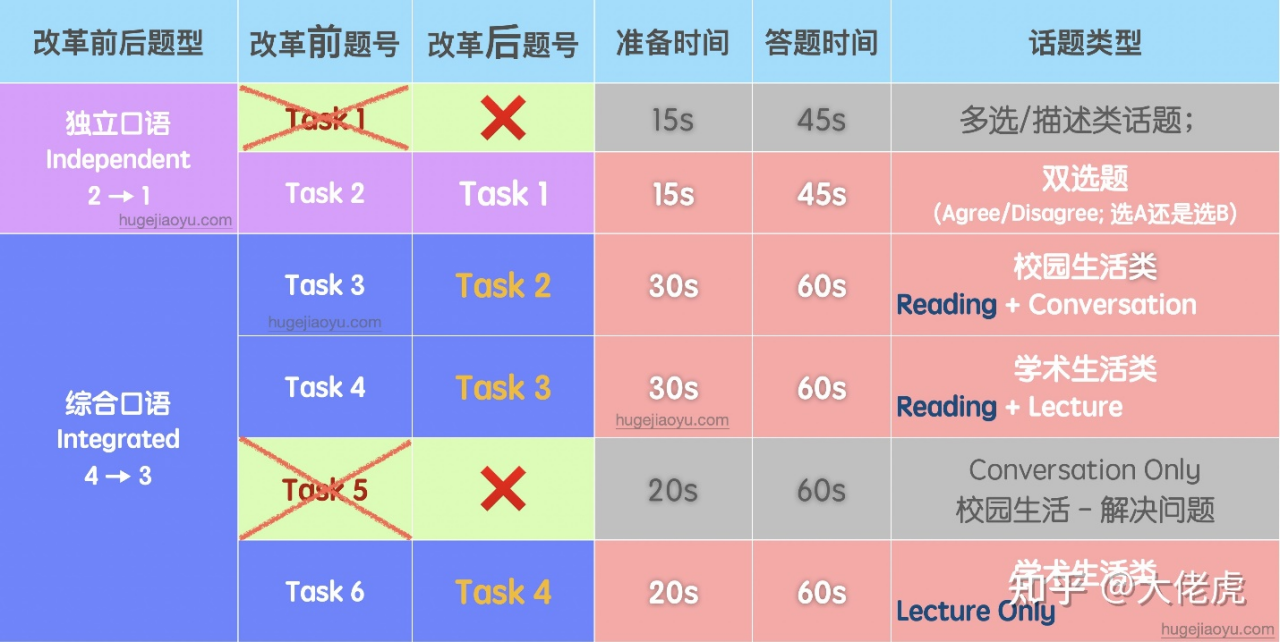 改革前后题型 改革前题号 改革后题号 准备时间 答题时间 话题类型
独立口语
Independent
2 → 1
hugejiaoyu.com
Task 1 15s 45s 多选/描述类话题;
Task 2 Task 1 15s 45s 双选题
(Agree/Disagree; 选A还是选B)
综合口语
Integrated
4 → 3
Task 3 Task 2 30s 60s 校园生活类
Reading + Conversation
hugejiaoyu.com
Task 4 Task 3 30s 60s 学术生活类
Reading + Lecture
hugejiaoyu.com
Task 5 20s 60s Conversation Only
校园生活 - 解决问题
Task 6 Task 4 20s 60s 学术生活类
Lecture Only
知乎 @大佬虎
hugejiaoyu.com